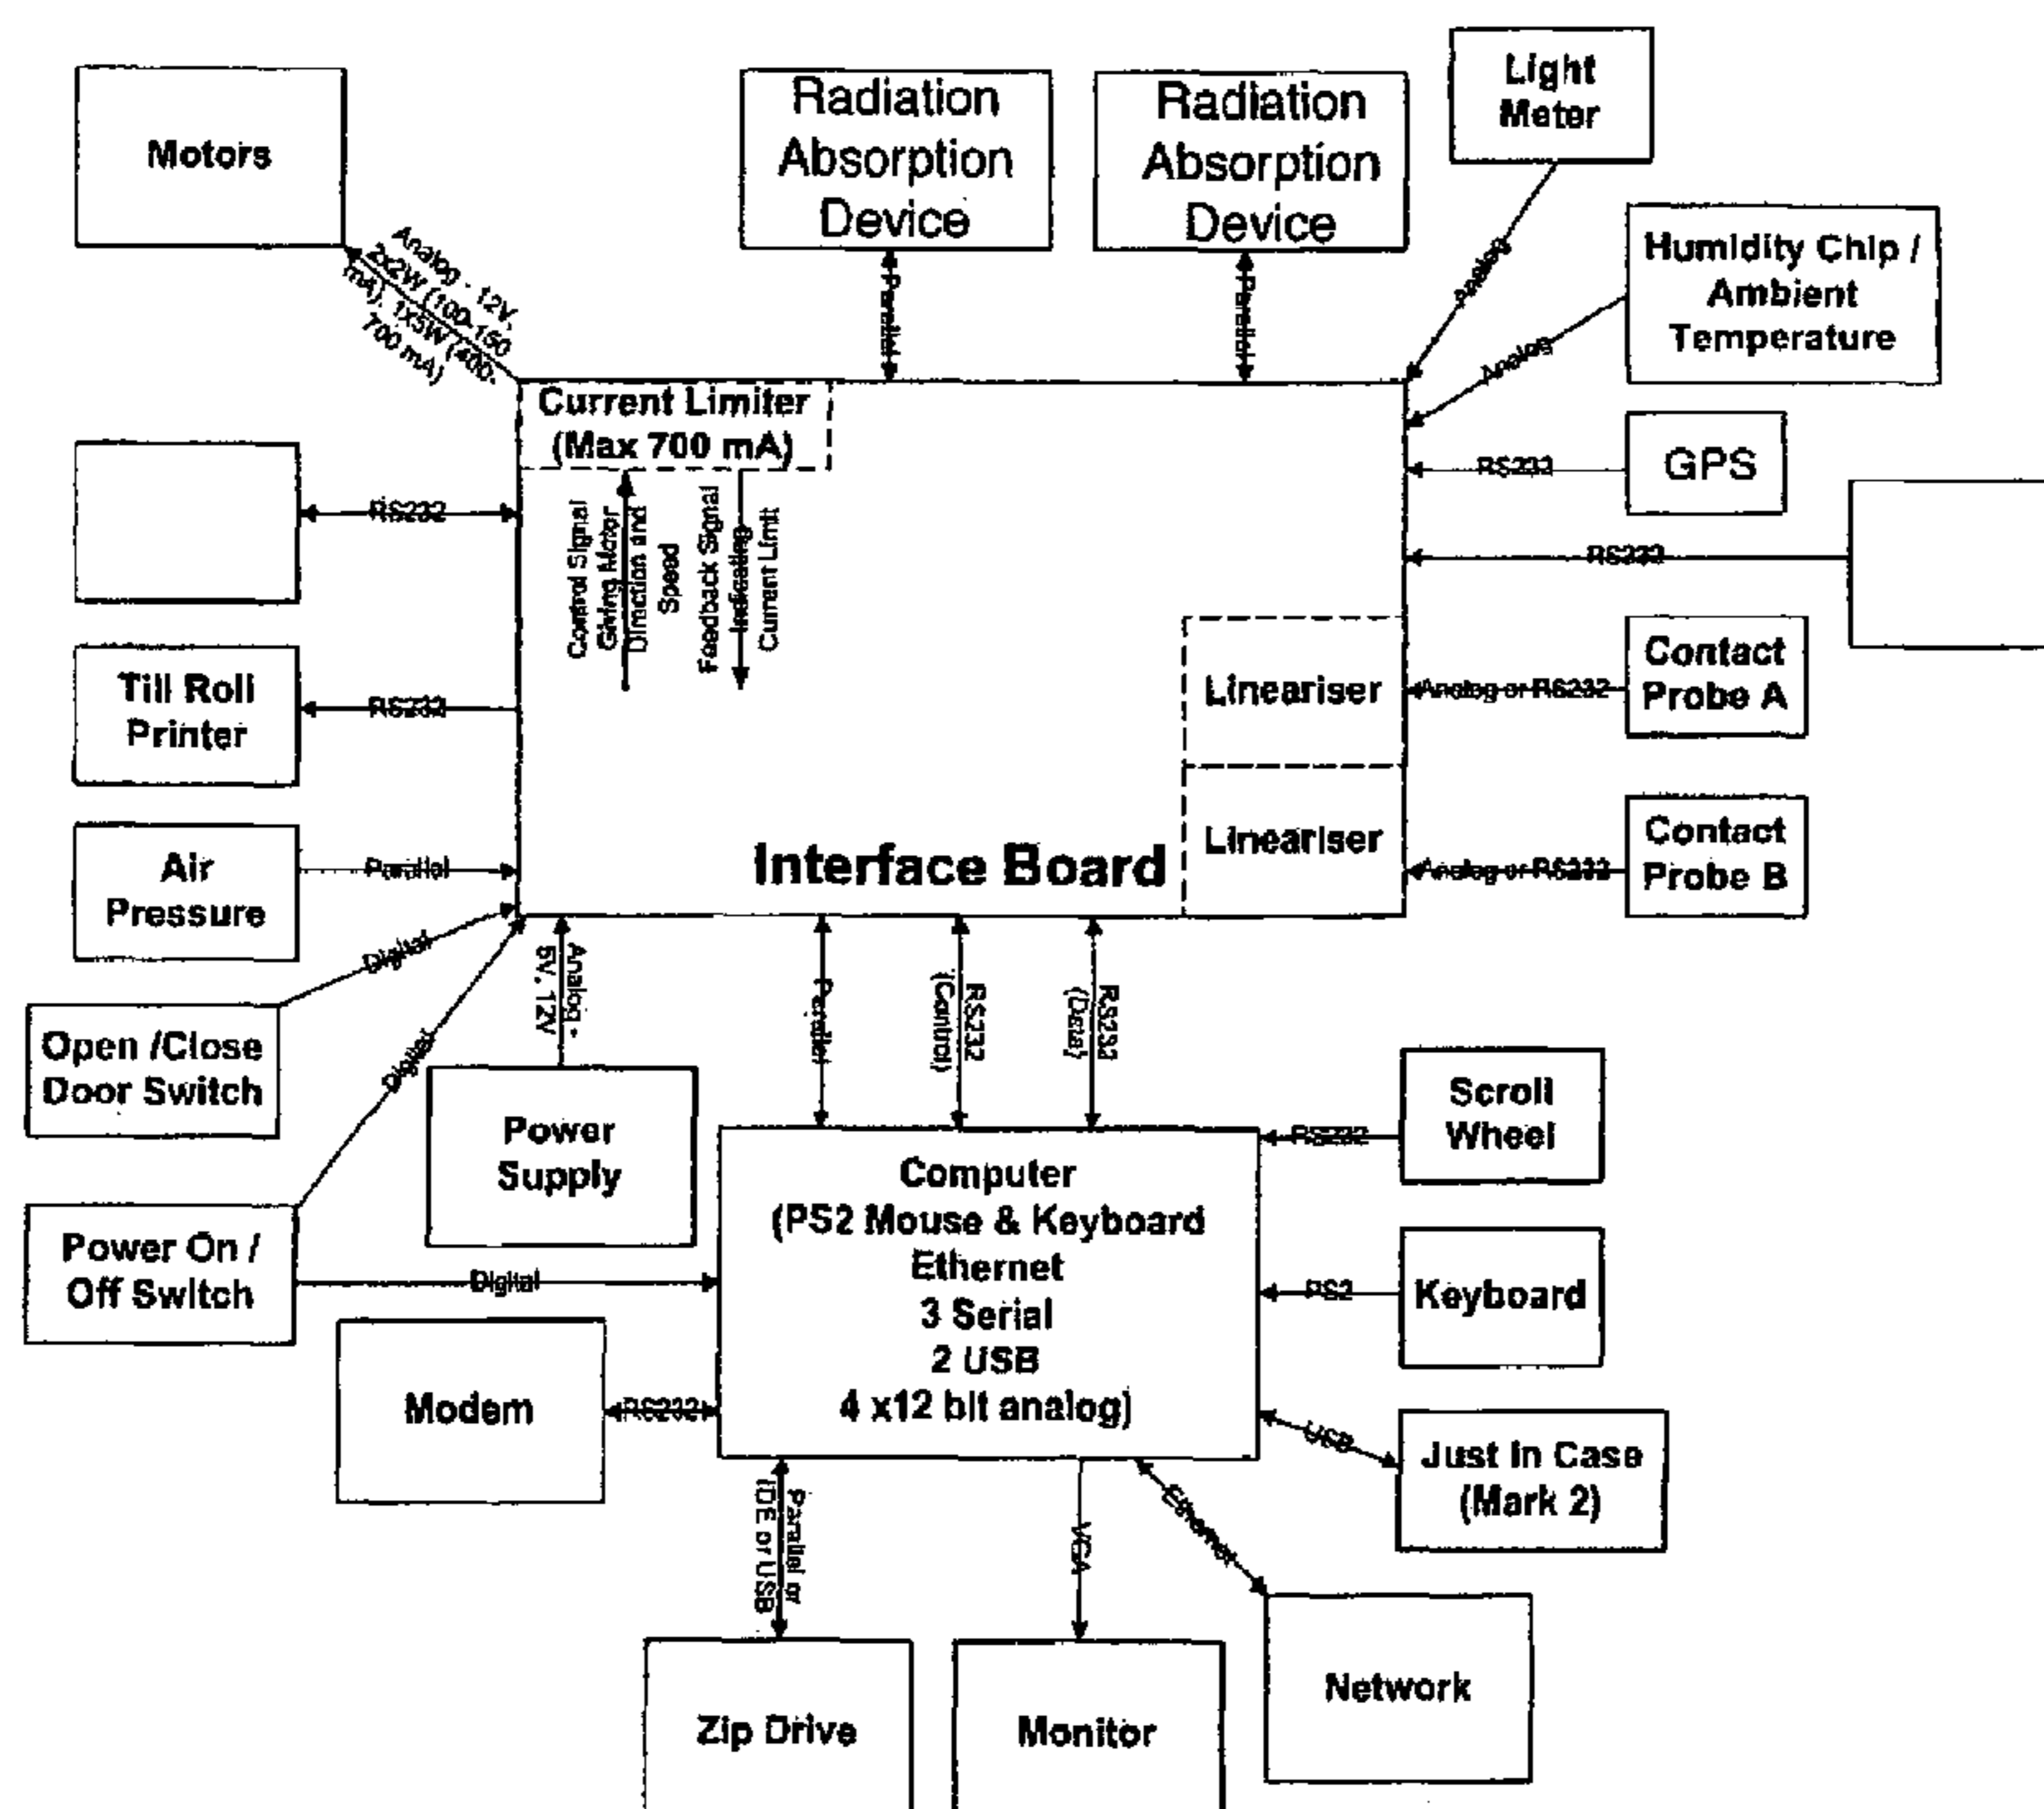 Motors
Radiation
Absorption
Device
Radiation
Absorption
Device
Light
Meter
Analog - 12V,
2x2W (100-150
mA), 1x5W (400-
700 mA)
Parallel
Parallel
Analog
Humidity Chip /
Ambient
Temperature
Analog
Current Limiter
(Max 700 mA)
GPS
RS232
RS232
RS232
Control Signal
Giving Motor
Direction and
Speed
Feedback Signal
Indicating
Current Limit
Till Roll
Printer
RS232
Lineariser
Analog or RS232
Contact
Probe A
Air
Pressure
Parallel
Interface Board
Lineariser
Analog or RS232
Contact
Probe B
Digital
Open /Close
Door Switch
Digital
Analog -
5V, 12V
Parallel
RS232
(Control)
RS232
(Data)
Power
Supply
Scroll
Wheel
RS232
Computer
(PS2 Mouse & Keyboard
Ethernet
3 Serial
2 USB
4 x12 bit analog)
Power On /
Off Switch
Digital
PS2
Keyboard
Modem
RS232
USB
Just In Case
(Mark 2)
Parallel or
IDE or USB
VGA
Ethernet
Zip Drive
Monitor
Network